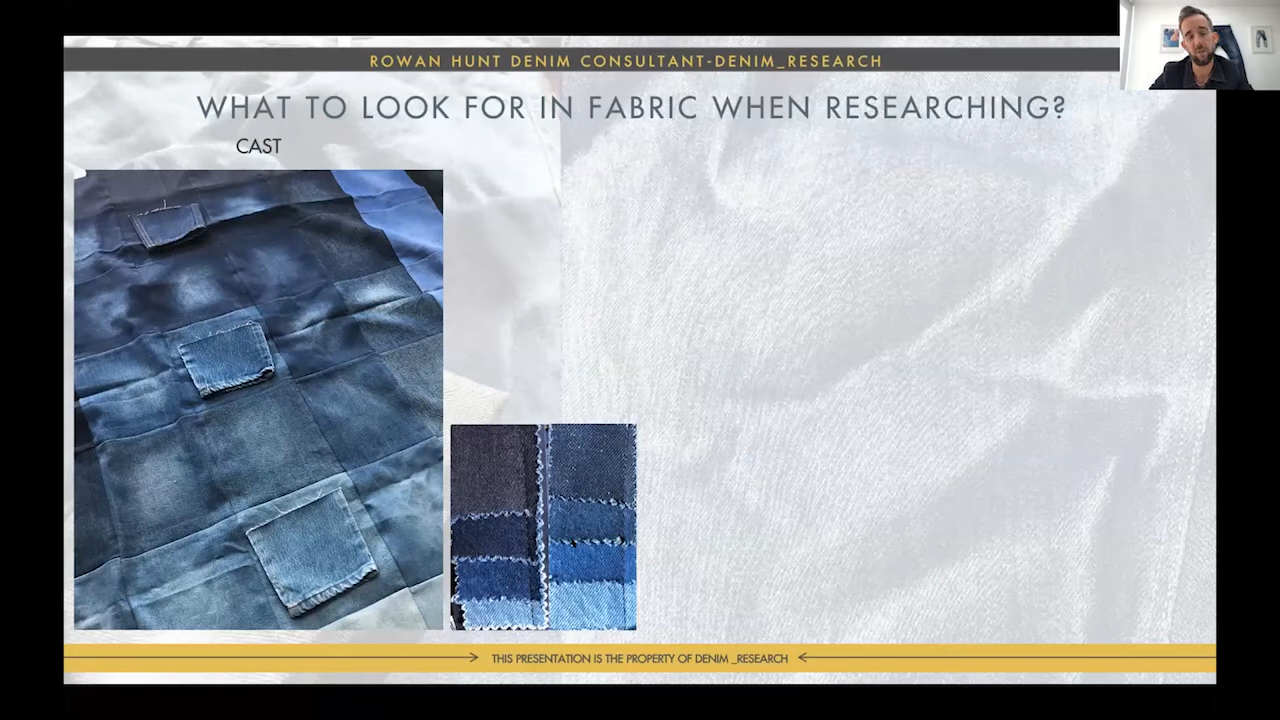 ROWAN HUNT DENIM CONSULTANT-DENIM_RESEARCH
WHAT TO LOOK FOR IN FABRIC WHEN RESEARCHING?
CAST
THIS PRESENTATION IS THE PROPERTY OF DENIM _RESEARCH